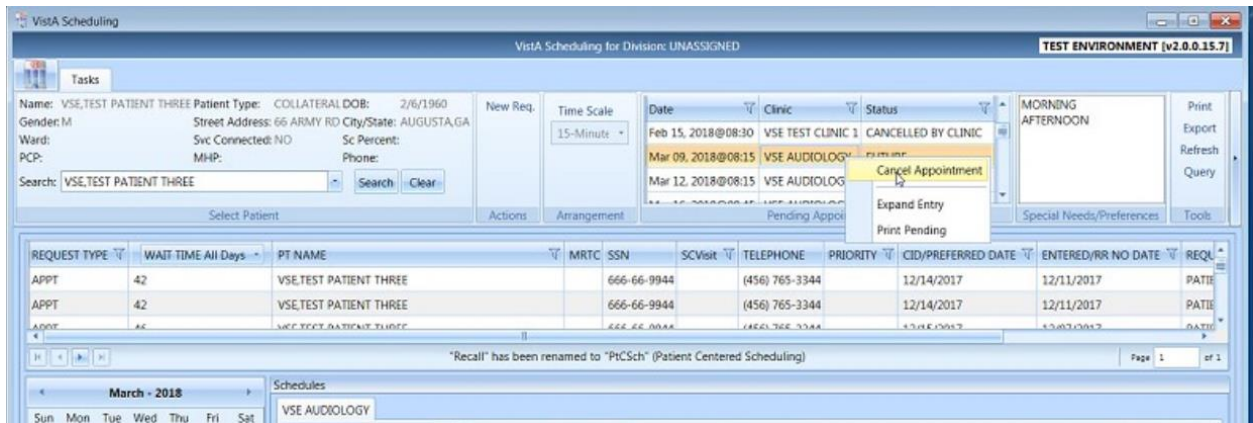 VistA Scheduling
VistA Scheduling for Division: UNASSIGNED
TEST ENVIRONMENT [v2.0.0.15.7]
Tasks
Name: VSE,TEST PATIENT THREE Patient Type: COLLATERAL DOB: 2/6/1960
Gender: M Street Address: 66 ARMY RD City/State: AUGUSTA,GA
Ward: Svc Connected: NO Sc Percent:
PCP: MHP: Phone:
Search: VSE,TEST PATIENT THREE Search Clear
Select Patient
New Req.
Actions
Time Scale
15-Minute
Arrangement
Date Clinic Status
Feb 15, 2018@08:30 VSE TEST CLINIC 1 CANCELLED BY CLINIC
Mar 09, 2018@08:15 VSE AUDIOLOGY FUTURE
Mar 12, 2018@08:15 VSE AUDIOLOG
Pending Appoi
Cancel Appointment
Expand Entry
Print Pending
MORNING
AFTERNOON
Special Needs/Preferences
Print
Export
Refresh
Query
Tools
REQUEST TYPE WAIT TIME All Days PT NAME MRTC SSN SCVisit TELEPHONE PRIORITY CID/PREFERRED DATE ENTERED/RR NO DATE REQU
APPT 42 VSE,TEST PATIENT THREE 666-66-9944 (456) 765-3344 12/14/2017 12/11/2017 PATIE
APPT 42 VSE,TEST PATIENT THREE 666-66-9944 (456) 765-3344 12/14/2017 12/11/2017 PATIE
"Recall" has been renamed to "PtCSch" (Patient Centered Scheduling)
Page 1 of 1
March - 2018
Sun Mon Tue Wed Thu Fri Sat
Schedules
VSE AUDIOLOGY